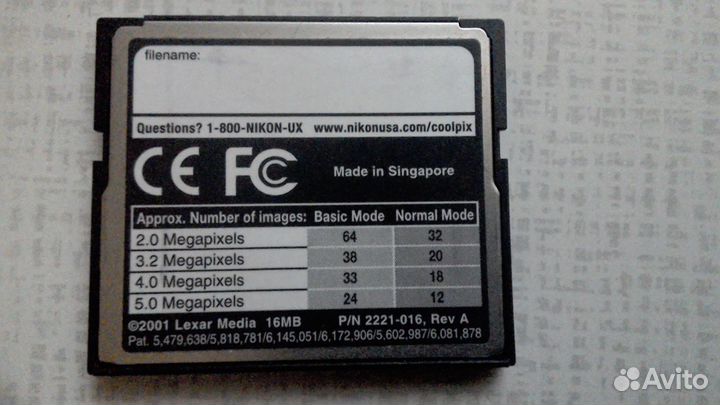 filename:
Questions? 1-800-NIKON-UX www.nikonusa.com/coolpix
CE FC Made in Singapore
Approx. Number of images: Basic Mode Normal Mode
2.0 Megapixels 64 32
3.2 Megapixels 38 20
4.0 Megapixels 33 18
5.0 Megapixels 24 12
©2001 Lexar Media 16MB P/N 2221-016, Rev A
Pat. 5,479,638/5,818,781/6,145,051/6,172,906/5,602,987/6,081,878
Avito